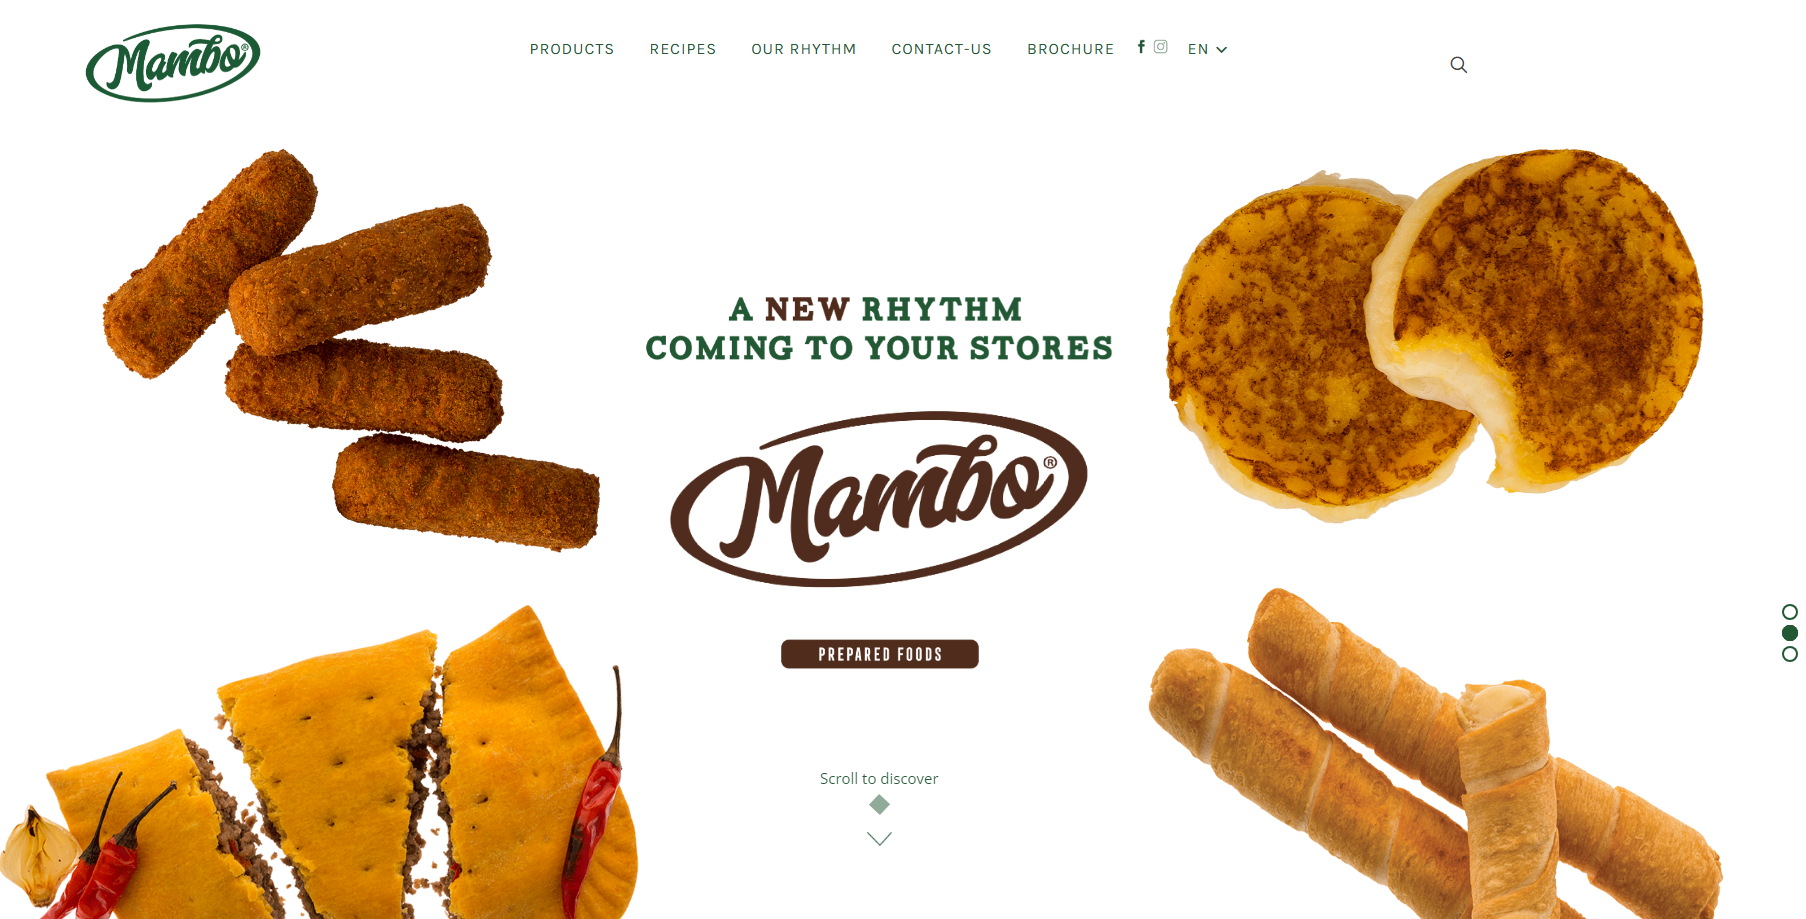 Mambo®
PRODUCTS RECIPES OUR RHYTHM CONTACT-US BROCHURE f EN
A NEW RHYTHM
COMING TO YOUR STORES
Mambo®
PREPARED FOODS
Scroll to discover